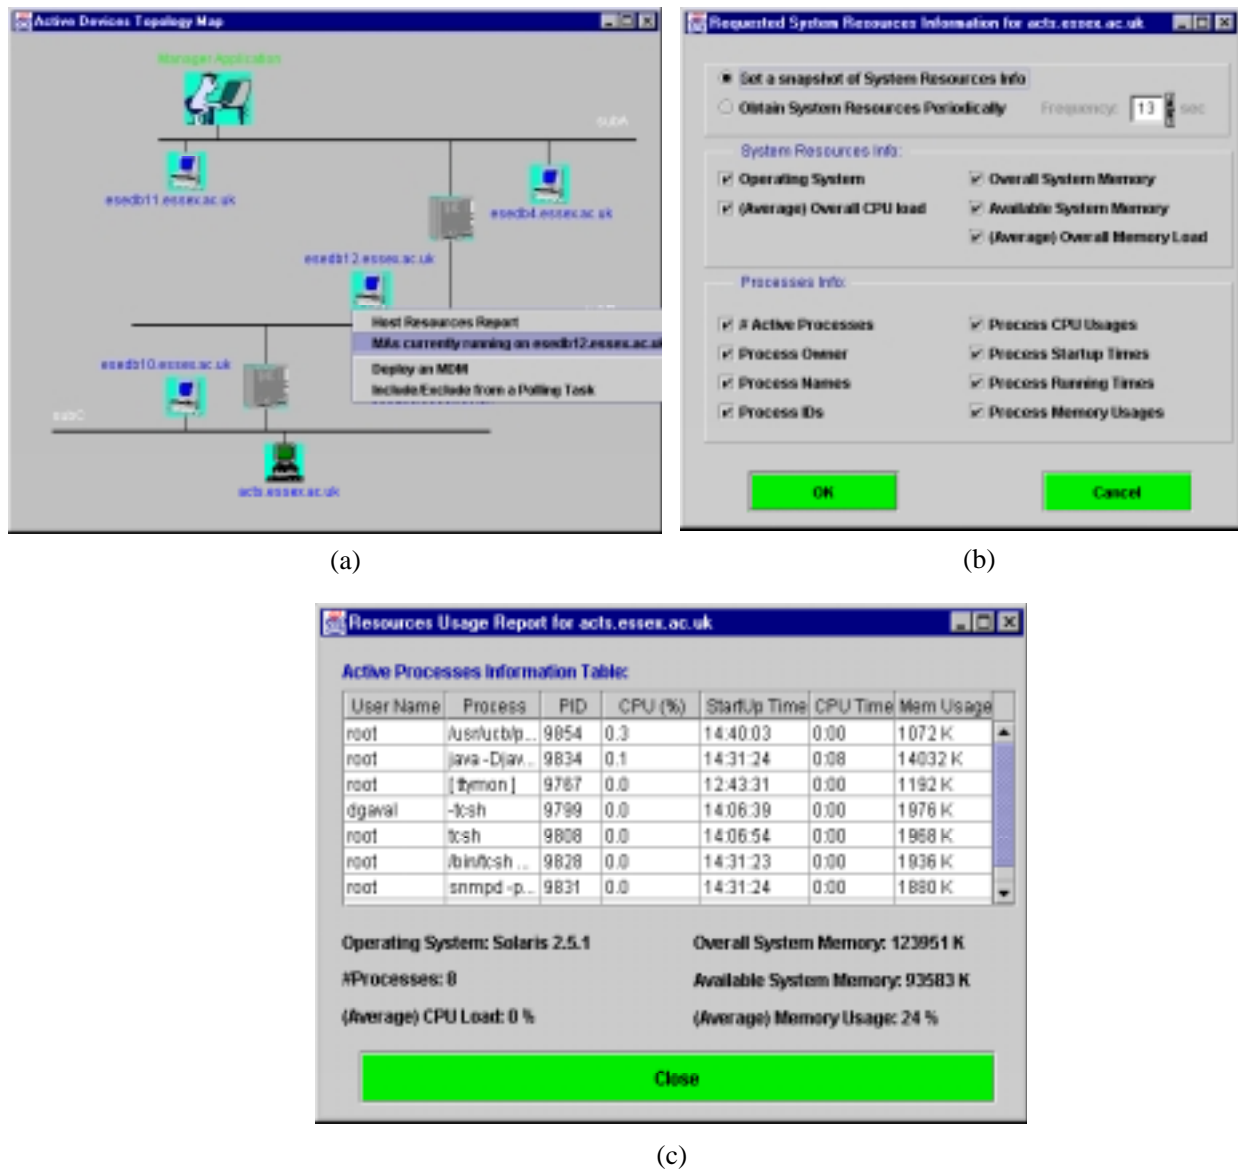 Active Devices Topology Map
Manager Application
subA
esedb11.essex.ac.uk
esedb4.essex.ac.uk
esedb12.essex.ac.uk
Host Resources Report
MAs currently running on esedb12.essex.ac.uk
Deploy an MDM
Include/Exclude from a Polling Task
esedb10.essex.ac.uk
subC
acts.essex.ac.uk
(a)
Requested System Resources Information for acts.essex.ac.uk
Get a snapshot of System Resources Info
Obtain System Resources Periodically Frequency: 13 sec
System Resources Info:
Operating System Overall System Memory
(Average) Overall CPU load Available System Memory
(Average) Overall Memory Load
Processes Info:
# Active Processes Process CPU Usages
Process Owner Process Startup Times
Process Names Process Running Times
Process IDs Process Memory Usages
OK Cancel
(b)
Resources Usage Report for acts.essex.ac.uk
Active Processes Information Table:
User Name Process PID CPU (%) StartUp Time CPU Time Mem Usage
root /usr/ucb/p... 9854 0.3 14:40:03 0:00 1072 K
root java -Djav... 9834 0.1 14:31:24 0:08 14032 K
root [ ttymon ] 9767 0.0 12:43:31 0:00 1192 K
dgaval -tcsh 9799 0.0 14:06:39 0:00 1976 K
root tcsh 9808 0.0 14:06:54 0:00 1968 K
root /bin/tcsh ... 9828 0.0 14:31:23 0:00 1936 K
root snmpd -p... 9831 0.0 14:31:24 0:00 1880 K
Operating System: Solaris 2.5.1 Overall System Memory: 123951 K
#Processes: 8 Available System Memory: 93583 K
(Average) CPU Load: 0 % (Average) Memory Usage: 24 %
Close
(c)